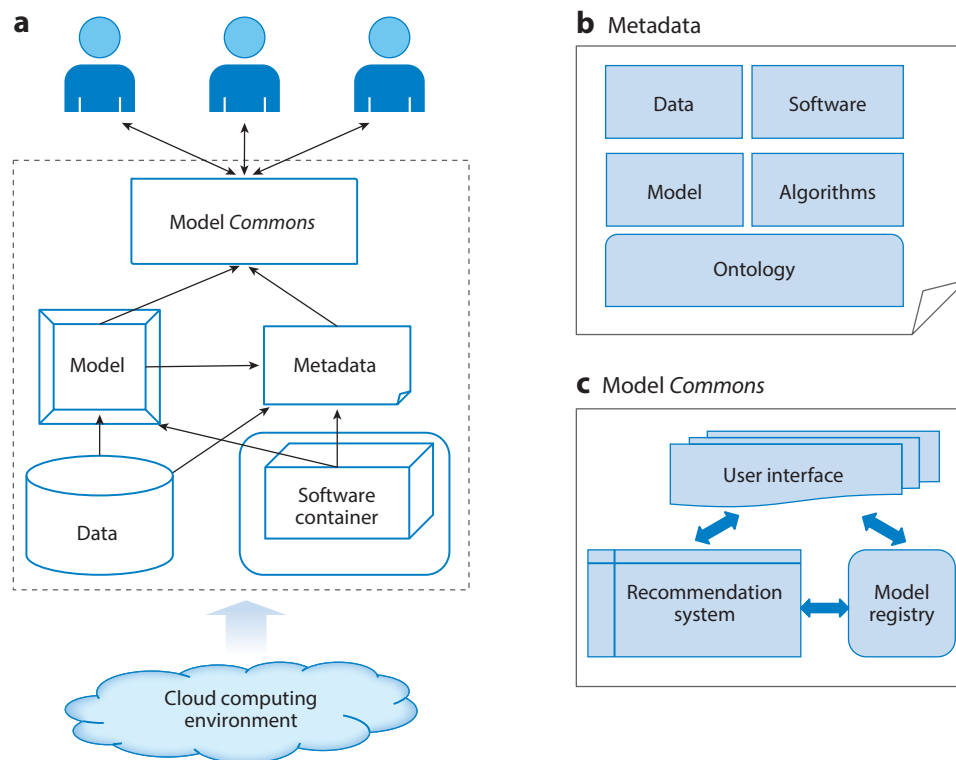 a
Model Commons
Model
Metadata
Data
Software
container
Cloud computing
environment
b Metadata
Data
Software
Model
Algorithms
Ontology
c Model Commons
User interface
Recommendation
system
Model
registry